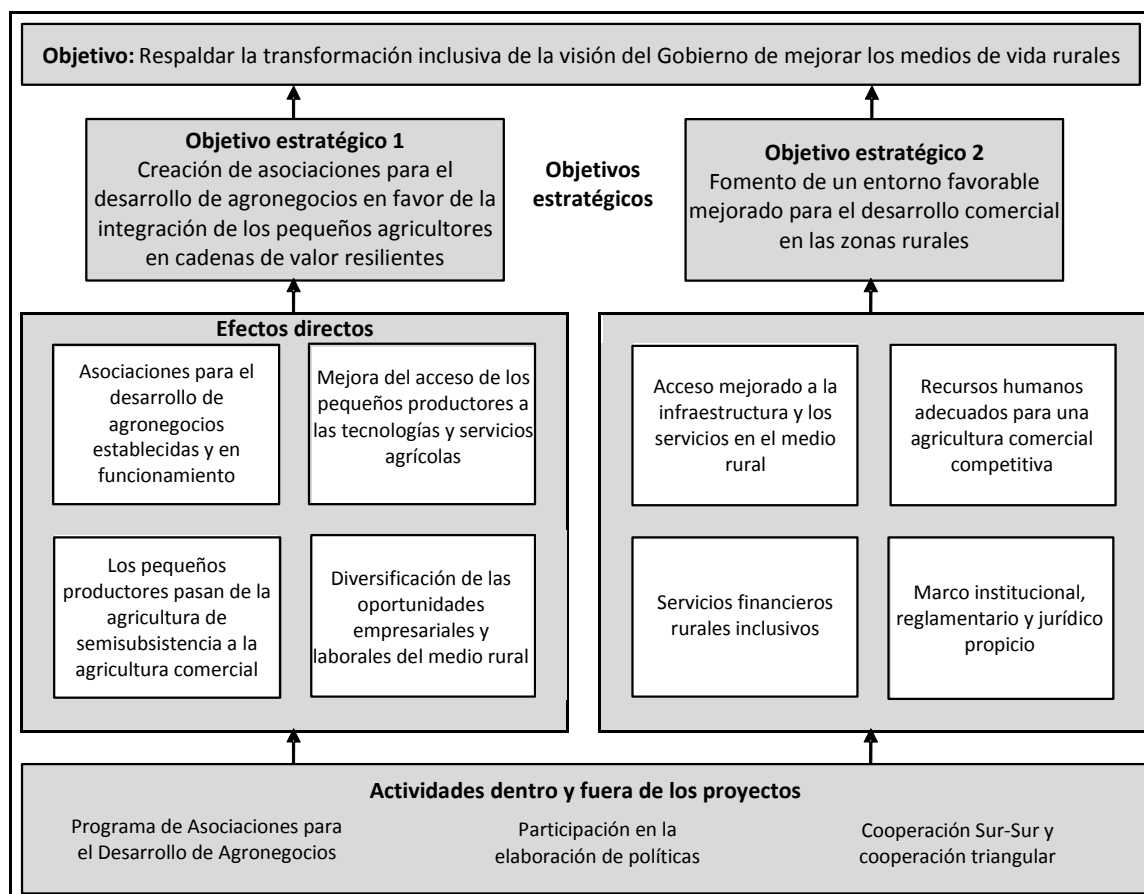 Objetivo: Respaldar la transformación inclusiva de la visión del Gobierno de mejorar los medios de vida rurales
Objetivo estratégico 1
Creación de asociaciones para el
desarrollo de agronegocios en favor de la
integración de los pequeños agricultores
en cadenas de valor resilientes
Objetivos
estratégicos
Objetivo estratégico 2
Fomento de un entorno favorable
mejorado para el desarrollo comercial
en las zonas rurales
Efectos directos
Asociaciones para el
desarrollo de
agronegocios
establecidas y en
funcionamiento
Mejora del acceso de los
pequeños productores a
las tecnologías y servicios
agrícolas
Los pequeños
productores pasan de la
agricultura de
semisubsistencia a la
agricultura comercial
Diversificación de las
oportunidades
empresariales y
laborales del medio rural
Acceso mejorado a la
infraestructura y los
servicios en el medio
rural
Recursos humanos
adecuados para una
agricultura comercial
competitiva
Servicios financieros
rurales inclusivos
Marco institucional,
reglamentario y jurídico
propicio
Actividades dentro y fuera de los proyectos
Programa de Asociaciones para
el Desarrollo de Agronegocios
Participación en la
elaboración de políticas
Cooperación Sur-Sur y
cooperación triangular